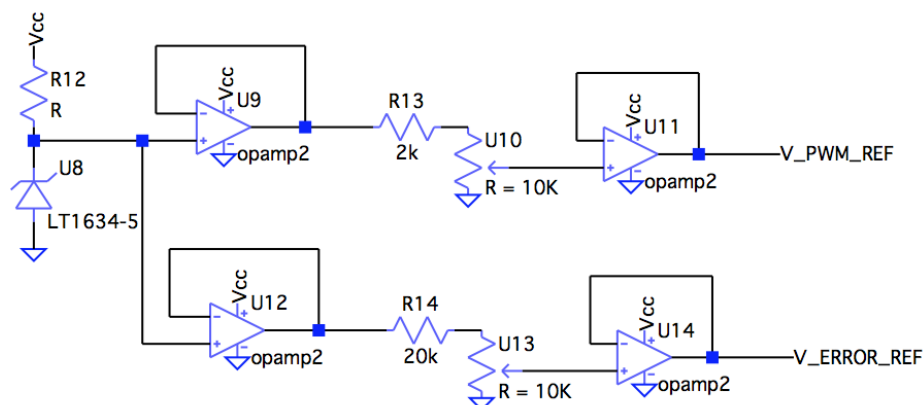 Vcc
R12
R
U8
LT1634-5
Vcc
U9
opamp2
R13
2k
U10
R = 10K
Vcc
U11
opamp2
V_PWM_REF
Vcc
U12
opamp2
R14
20k
U13
R = 10K
Vcc
U14
opamp2
V_ERROR_REF